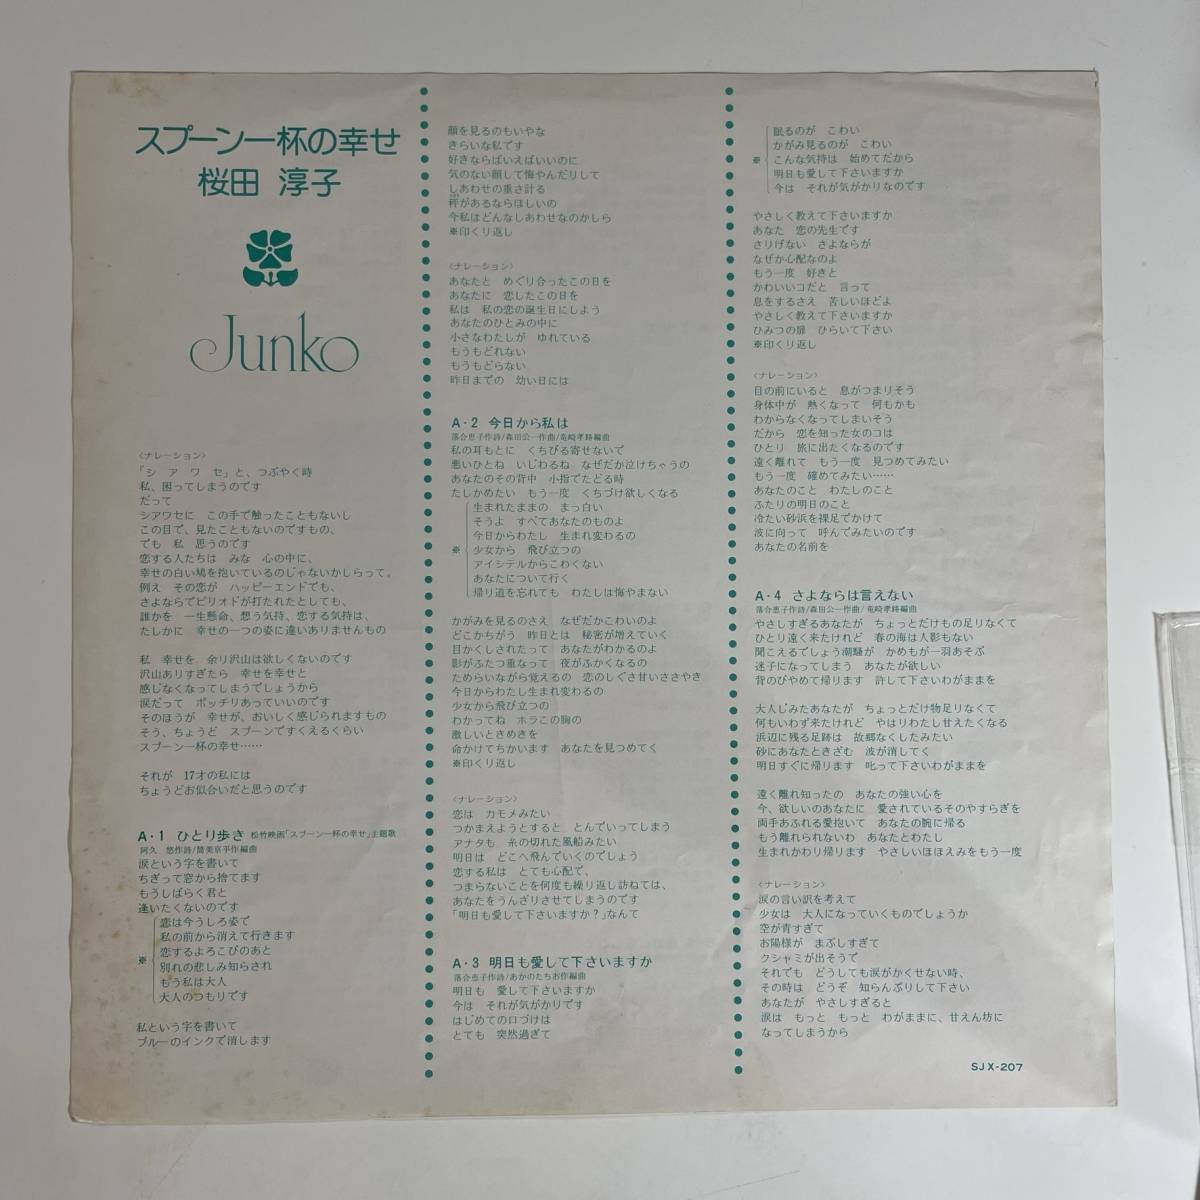 スプーン一杯の幸せ
桜田 淳子
Junko
〈ナレーション〉
「シ ア ワ セ」と、つぶやく時
私、困ってしまうのです
だって
シアワセに この手で触ったこともないし
この目で、見たこともないのですもの、
でも 私 思うのです
恋する人たちは みな 心の中に、
幸せの白い鳩を抱いているのじゃないかしらって。
例え その恋が ハッピーエンドでも、
さよならでピリオドが打たれたとしても、
誰かを 一生懸命、想う気持、恋する気持は、
たしかに 幸せの一つの姿に違いありませんもの
私 幸せを 余り沢山は欲しくないのです
沢山ありすぎたら 幸せを幸せと
感じなくなってしまうでしょうから
涙だって ポッチリあっていいのです
そのほうが 幸せが、おいしく感じられますもの
そう、ちょうど スプーンですくえるくらい
スプーン一杯の幸せ……
それが 17才の私には
ちょうどお似合いだと思うのです
A・1 ひとり歩き 松竹映画「スプーン一杯の幸せ」主題歌
阿久 悠作詩/筒美京平作編曲
涙という字を書いて
ちぎって窓から捨てます
もうしばらく君と
逢いたくないのです
恋は今うしろ姿で
私の前から消えて行きます
恋するよろこびのあと
※ 別れの悲しみ知らされ
もう私は大人
大人のつもりです
私という字を書いて
ブルーのインクで消します
顔を見るのもいやな
きらいな私です
好きならばいえばいいのに
気のない顔して悔やんだりして
しあわせの重さ計る
秤があるならほしいの
今私はどんなしあわせなのかしら
※印くり返し
〈ナレーション〉
あなたと めぐり合ったこの日を
あなたに 恋したこの日を
私は 私の恋の誕生日にしよう
あなたのひとみの中に
小さなわたしが ゆれている
もうもどれない
もうもどらない
昨日までの 幼い日には
A・2 今日から私は
落合恵子作詩/森田公一作曲/竜崎孝路編曲
私の耳もとに くちびる寄せないで
悪いひとね いじわるね なぜだか泣けちゃうの
あなたのその背中 小指でたどる時
たしかめたい もう一度 くちづけ欲しくなる
生まれたままの まっ白い
そうよ すべてあなたのものよ
今日からわたし 生まれ変わるの
※ 少女から 飛び立つの
アイシテルからこわくない
あなたについて行く
帰り道を忘れても わたしは悔やまない
かがみを見るのさえ なぜだかこわいのよ
どこかちがう 昨日とは 秘密が増えていく
目かくしされたって あなたがわかるのよ
影がふたつ重なって 夜がふかくなるの
ためらいながら覚えるの 恋のしぐさ甘いささやき
今日からわたし生まれ変わるの
少女から飛び立つの
わかってね ホラこの胸の
激しいときめきを
命かけてちかいます あなたを見つめてく
※印くり返し
〈ナレーション〉
恋は カモメみたい
つかまえようとすると とんでいってしまう
アナタも 糸の切れた風船みたい
明日は どこへ飛んでいくのでしょう
恋する私は とても心配で、
つまらないことを何度も繰り返し訪ねては、
あなたをうんざりさせてしまうのです
「明日も愛して下さいますか？」なんて
A・3 明日も愛して下さいますか
落合恵子作詩/あかのたちお作編曲
明日も 愛して下さいますか
今は それが気がかりです
はじめての口づけは
とても 突然過ぎて
眠るのが こわい
かがみ見るのが こわい
※ こんな気持は 始めてだから
明日も愛して下さいますか
今は それが気がかりなのです
やさしく教えて下さいますか
あなた 恋の先生です
さりげない さよならが
なぜか心配なのよ
もう一度 好きと
かわいいコだと 言って
息をするさえ 苦しいほどよ
やさしく教えて下さいますか
ひみつの扉 ひらいて下さい
※印くり返し
〈ナレーション〉
目の前にいると 息がつまりそう
身体中が 熱くなって 何もかも
わからなくなってしまいそう
だから 恋を知った女のコは
ひとり 旅に出たくなるのです
遠く離れて もう一度 見つめてみたい
もう一度 確めてみたい……
あなたのこと わたしのこと
ふたりの明日のこと
冷たい砂浜を裸足でかけて
波に向って 呼んでみたいのです
あなたの名前を
A・4 さよならは言えない
落合恵子作詩/森田公一作曲/竜崎孝路編曲
やさしすぎるあなたが ちょっとだけもの足りなくて
ひとり遠く来たけれど 春の海は人影もない
聞こえるでしょう潮騒が かめもが一羽あそぶ
迷子になってしまう あなたが欲しい
背のびやめて帰ります 許して下さいわがままを
大人じみたあなたが ちょっとだけ物足りなくて
何もいわず来たけれど やはりわたし甘えたくなる
浜辺に残る足跡は 故郷なくしたみたい
砂にあなたときざむ 波が消してく
明日すぐに帰ります 叱って下さいわがままを
遠く離れ知ったの あなたの強い心を
今、欲しいのあなたに 愛されているそのやすらぎを
両手あふれる愛抱いて あなたの腕に帰る
もう離れられないわ あなたとわたし
生まれかわり帰ります やさしいほほえみをもう一度
〈ナレーション〉
涙の言い訳を考えて
少女は 大人になっていくものでしょうか
空が青すぎて
お陽様が まぶしすぎて
クシャミが出そうで
それでも どうしても涙がかくせない時、
その時は どうぞ 知らんぷりして下さい
あなたが やさしすぎると
涙は もっと もっと わがままに、甘えん坊に
なってしまうから
SJX-207